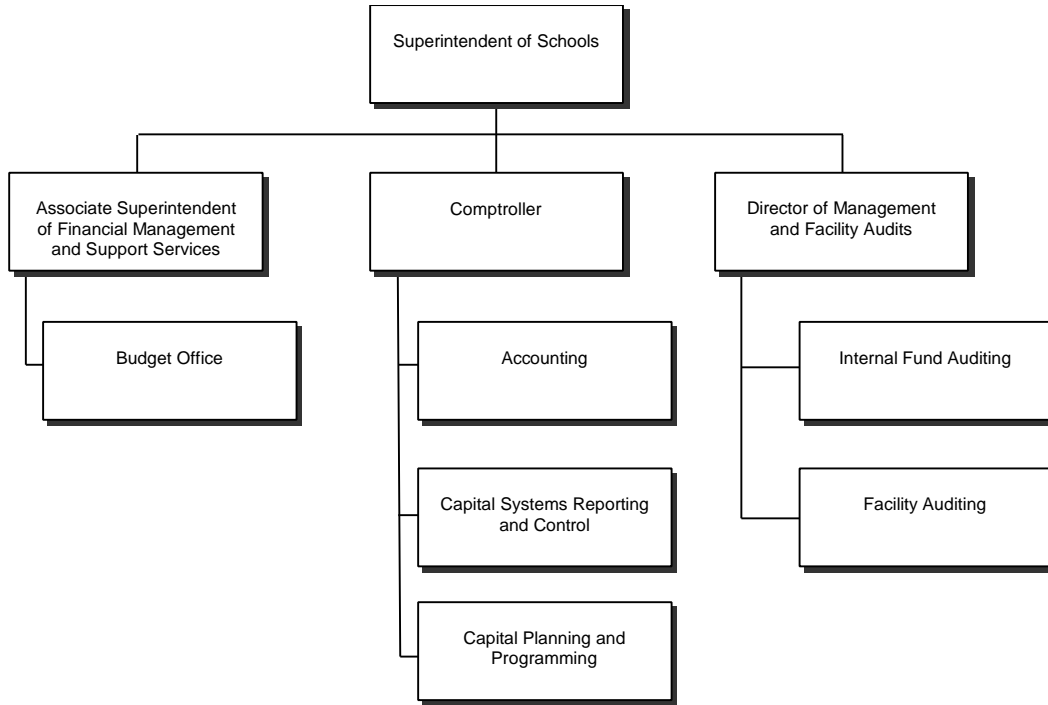 Superintendent of Schools
Associate Superintendent
of Financial Management
and Support Services
Comptroller
Director of Management
and Facility Audits
Budget Office
Accounting
Internal Fund Auditing
Capital Systems Reporting
and Control
Facility Auditing
Capital Planning and
Programming